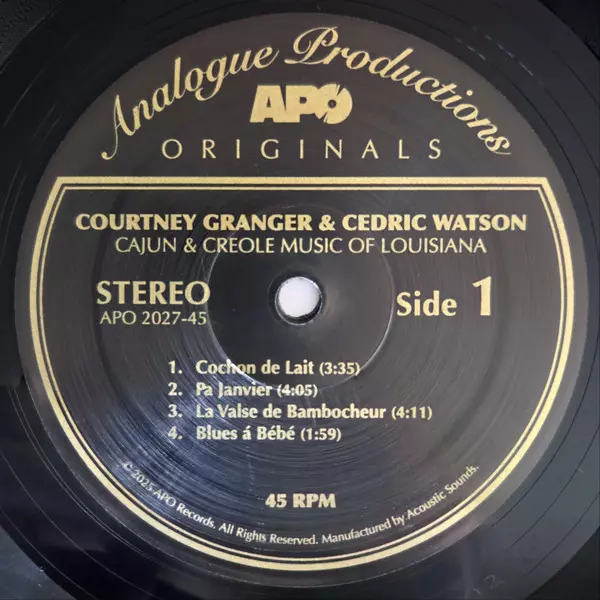 Analogue Productions
APO
ORIGINALS
COURTNEY GRANGER & CEDRIC WATSON
CAJUN & CREOLE MUSIC OF LOUISIANA
STEREO
APO 2027-45
Side 1
1. Cochon de Lait (3:35)
2. Pa Janvier (4:05)
3. La Valse de Bambocheur (4:11)
4. Blues á Bébé (1:59)
45 RPM
© 2025 APO Records. All Rights Reserved. Manufactured by Acoustic Sounds.